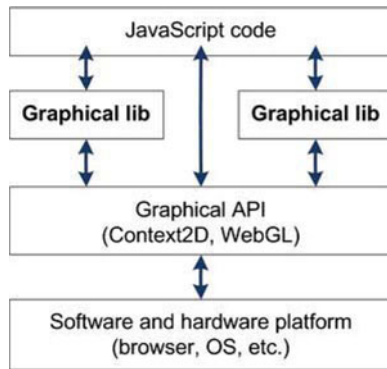 JavaScript code
Graphical lib
Graphical lib
Graphical API
(Context2D, WebGL)
Software and hardware platform
(browser, OS, etc.)